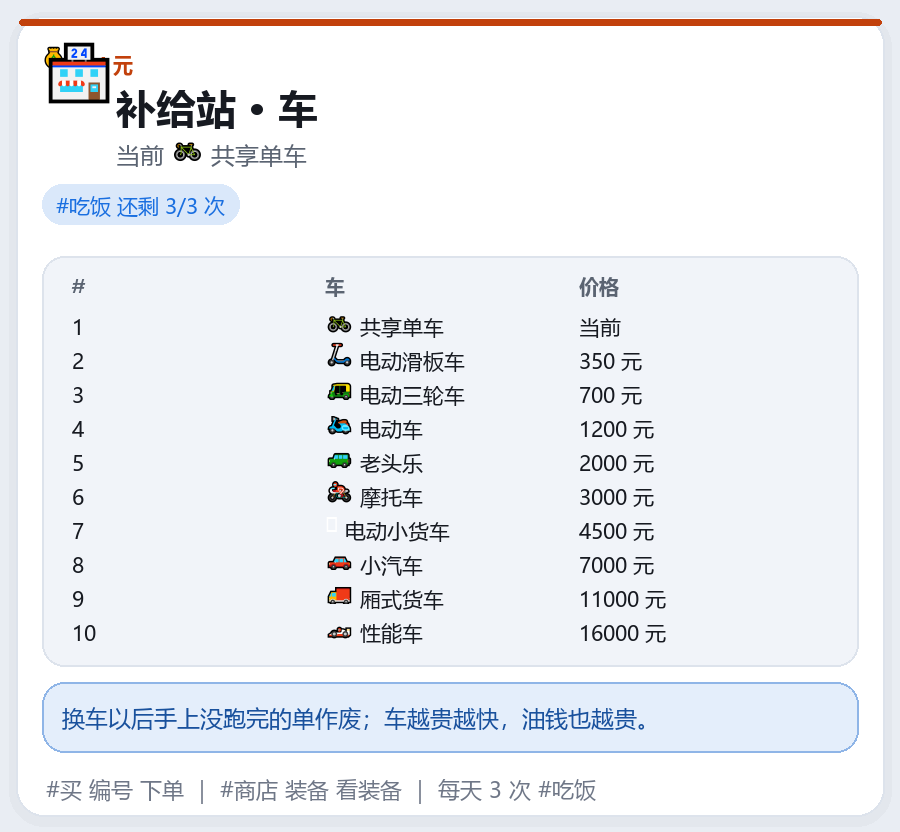 24
元
补给站·车
当前 共享单车
#吃饭 还剩 3/3 次
# 车 价格
1 共享单车 当前
2 电动滑板车 350 元
3 电动三轮车 700 元
4 电动车 1200 元
5 老头乐 2000 元
6 摩托车 3000 元
7 电动小货车 4500 元
8 小汽车 7000 元
9 厢式货车 11000 元
10 性能车 16000 元
换车以后手上没跑完的单作废；车越贵越快，油钱也越贵。
#买 编号 下单 | #商店 装备 看装备 | 每天 3 次 #吃饭